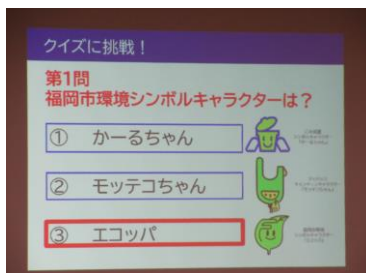 クイズに挑戦！
第1問
福岡市環境シンボルキャラクターは？
① かーるちゃん
② モッテコちゃん
③ エコッパ